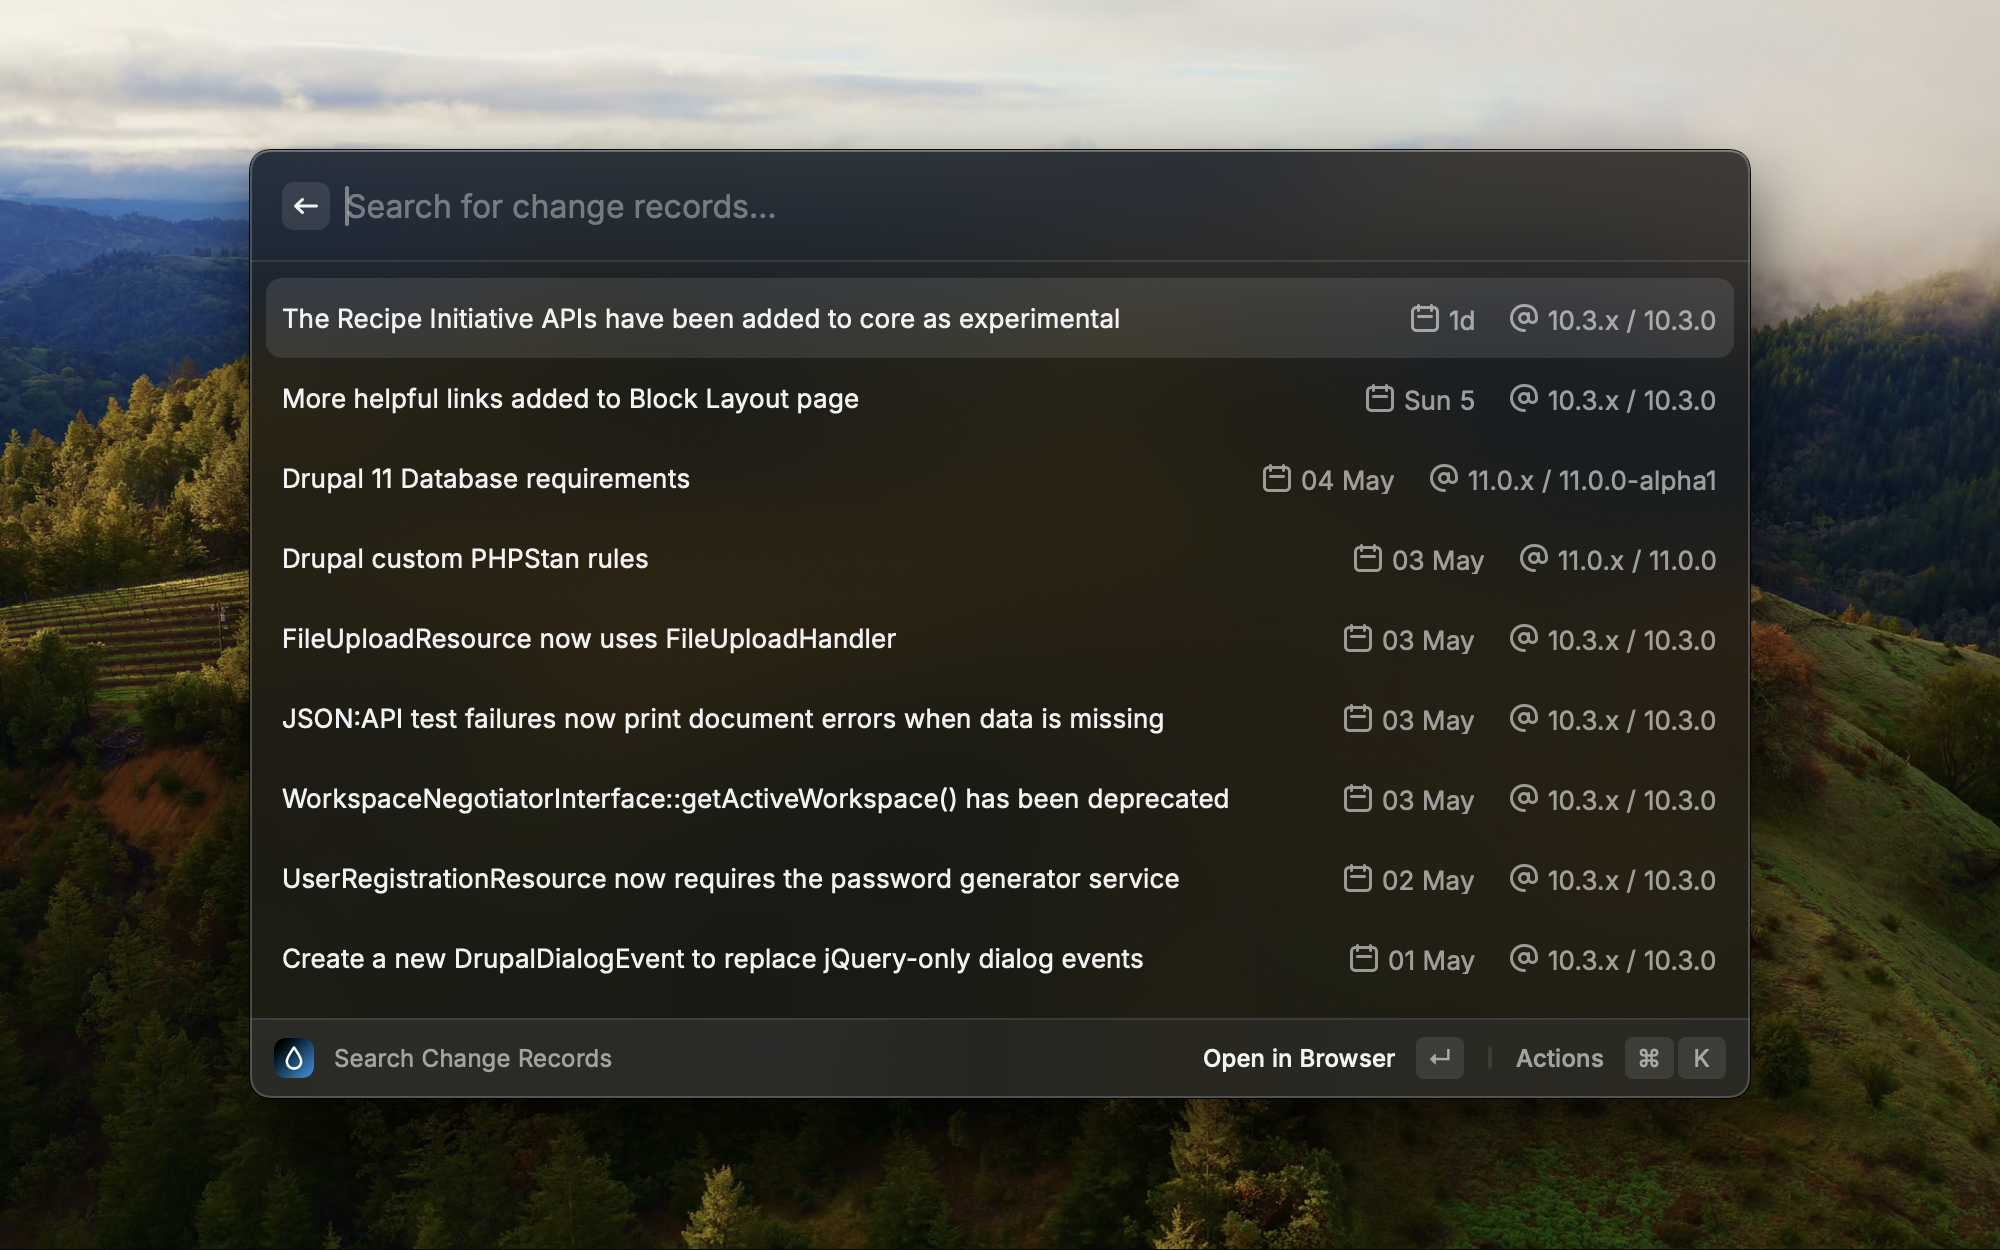 Search for change records...
The Recipe Initiative APIs have been added to core as experimental 1d @ 10.3.x / 10.3.0
More helpful links added to Block Layout page Sun 5 @ 10.3.x / 10.3.0
Drupal 11 Database requirements 04 May @ 11.0.x / 11.0.0-alpha1
Drupal custom PHPStan rules 03 May @ 11.0.x / 11.0.0
FileUploadResource now uses FileUploadHandler 03 May @ 10.3.x / 10.3.0
JSON:API test failures now print document errors when data is missing 03 May @ 10.3.x / 10.3.0
WorkspaceNegotiatorInterface::getActiveWorkspace() has been deprecated 03 May @ 10.3.x / 10.3.0
UserRegistrationResource now requires the password generator service 02 May @ 10.3.x / 10.3.0
Create a new DrupalDialogEvent to replace jQuery-only dialog events 01 May @ 10.3.x / 10.3.0
Search Change Records Open in Browser ↵ Actions ⌘ K